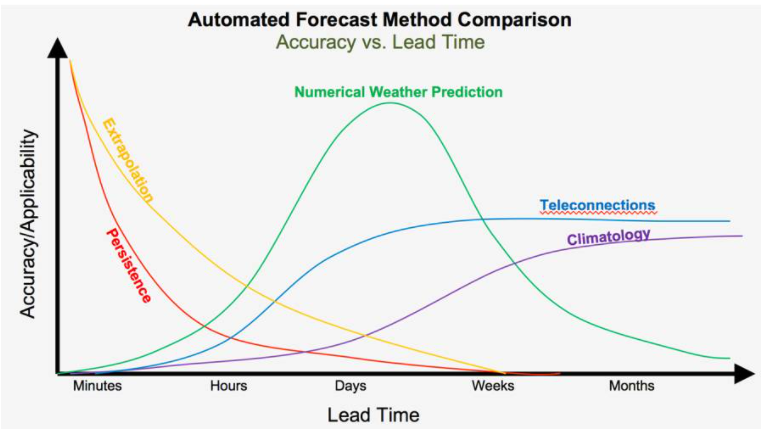 Automated Forecast Method Comparison
Accuracy vs. Lead Time
Numerical Weather Prediction
Extrapolation
Persistence
Teleconnections
Climatology
Accuracy/Applicability
Minutes Hours Days Weeks Months
Lead Time